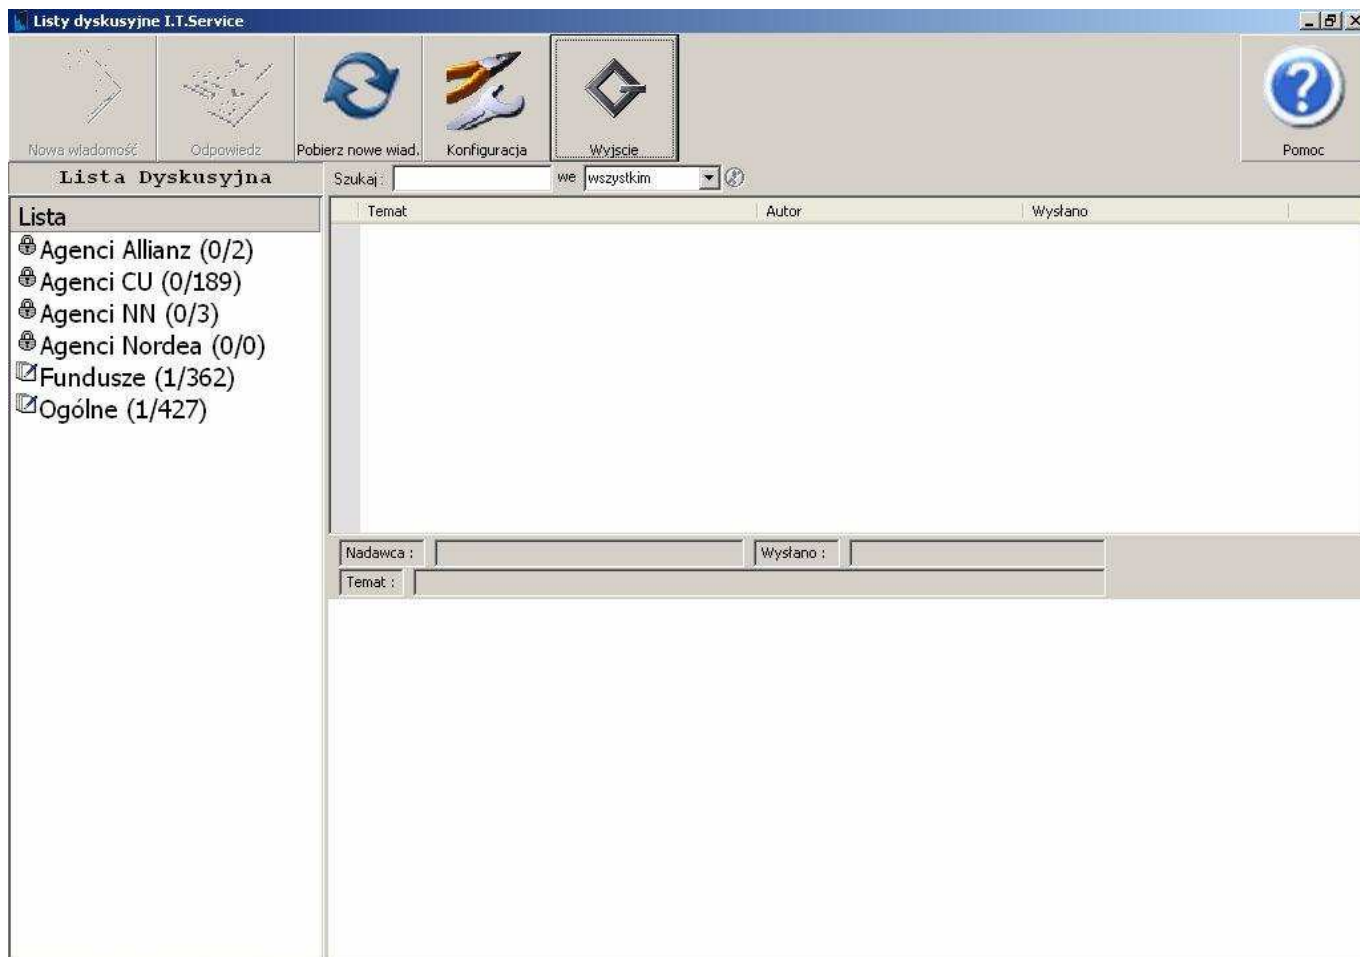 Listy dyskusyjne I.T.Service
Nowa wiadomość
Odpowiedz
Pobierz nowe wiad.
Konfiguracja
Wyjscie
Pomoc
Lista Dyskusyjna
Szukaj:
we
wszystkim
Lista
Agenci Allianz (0/2)
Agenci CU (0/189)
Agenci NN (0/3)
Agenci Nordea (0/0)
Fundusze (1/362)
Ogólne (1/427)
Temat
Autor
Wysłano
Nadawca :
Wysłano :
Temat :